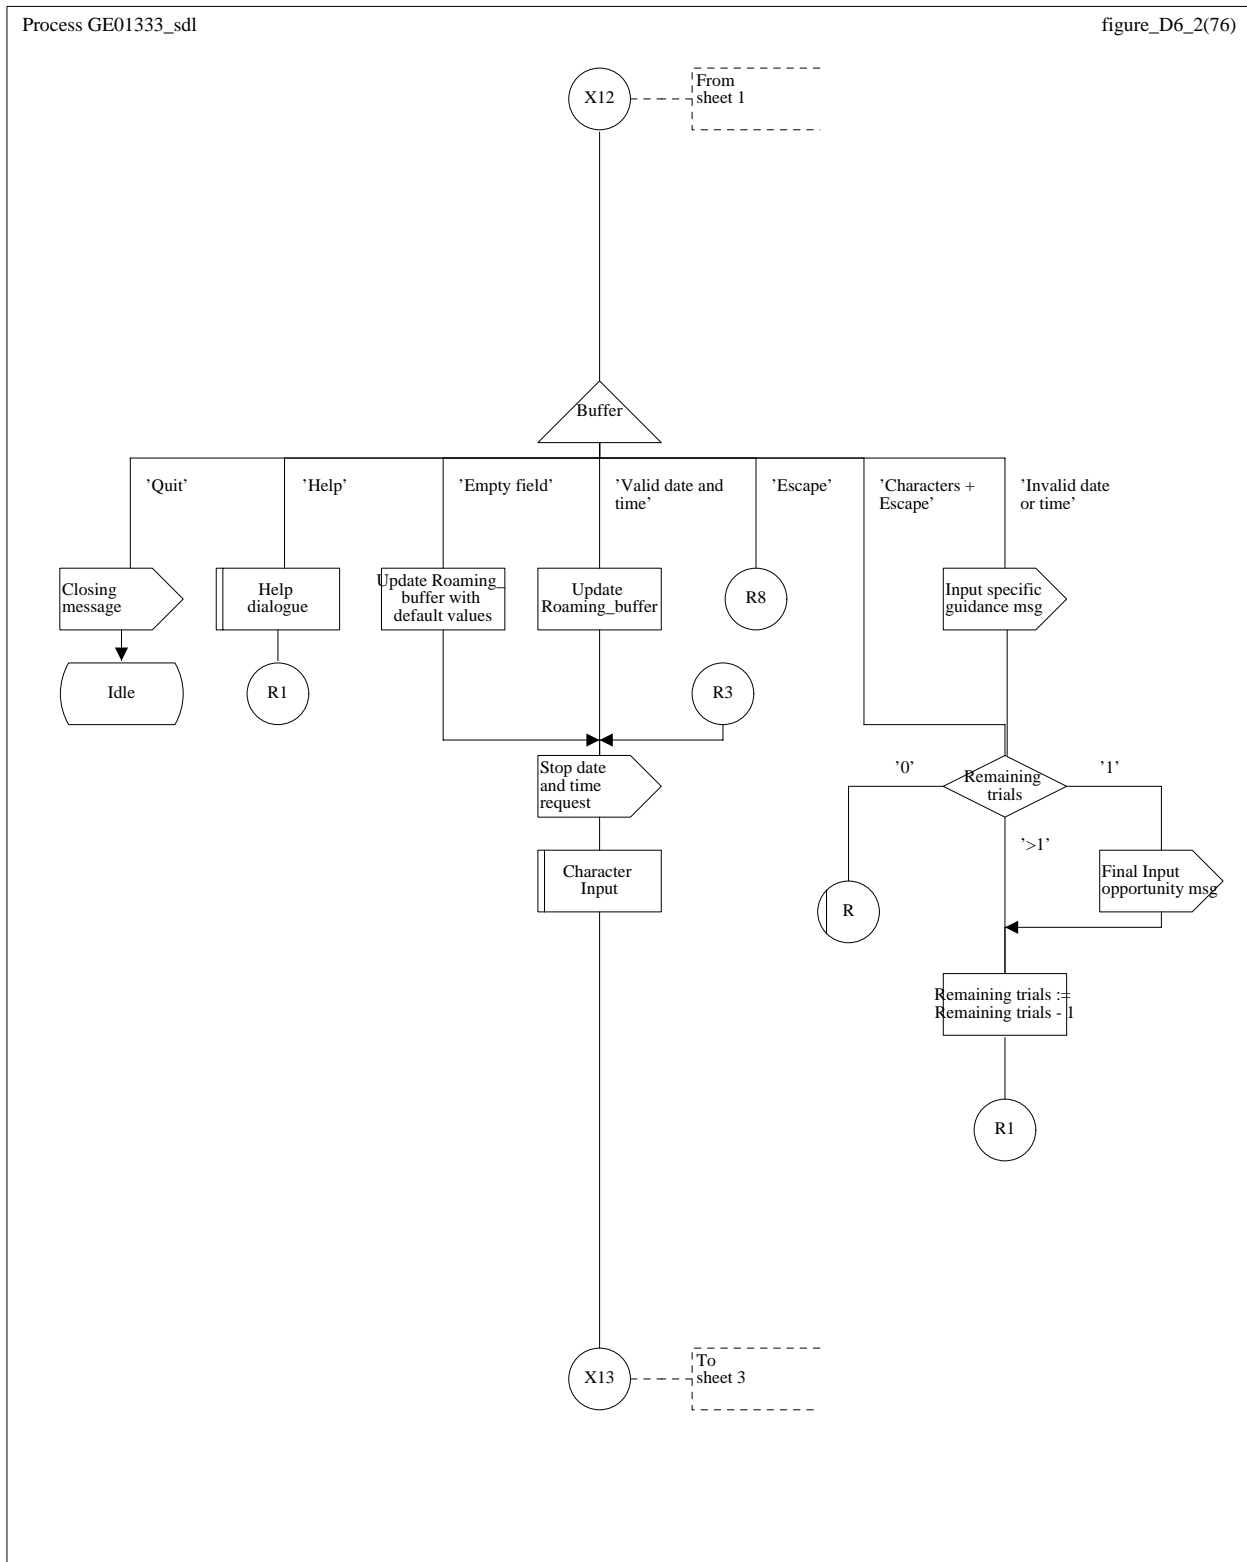 Process GE01333_sdl
figure_D6_2(76)
X12
From
sheet 1
Buffer
’Quit’
’Help’
’Empty field’
’Valid date and
time’
’Escape’
’Characters +
Escape’
’Invalid date
or time’
Closing
message
Help
dialogue
Update Roaming_
buffer with
default values
Update
Roaming_buffer
R8
Input specific
guidance msg
Idle
R1
R3
Stop date
and time
request
’0’
Remaining
trials
’1’
’>1’
Character
Input
R
Final Input
opportunity msg
Remaining trials :=
Remaining trials - 1
R1
X13
To
sheet 3